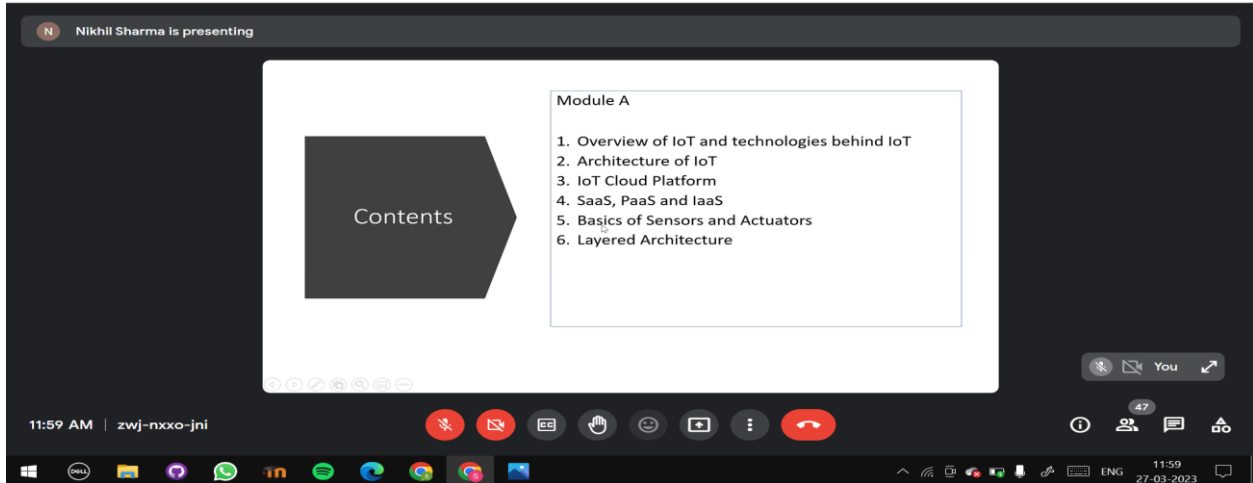 N Nikhil Sharma is presenting
Contents
Module A
1. Overview of IoT and technologies behind IoT
2. Architecture of IoT
3. IoT Cloud Platform
4. SaaS, PaaS and IaaS
5. Basics of Sensors and Actuators
6. Layered Architecture
You
11:59 AM | zwj-nxxo-jni
CC
47
DELL
m
ENG
11:59
27-03-2023